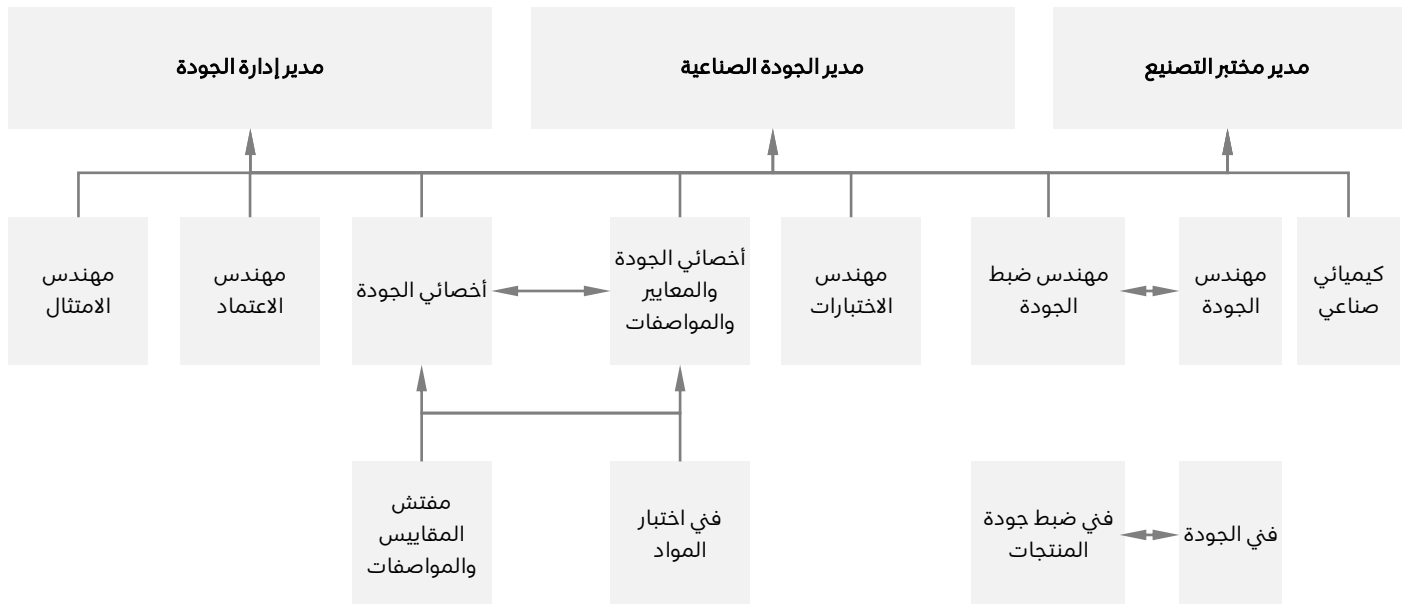 مدير مختبر التصنيع
مدير الجودة الصناعية
مدير إدارة الجودة
كيميائي
صناعي
مهندس
الجودة
مهندس ضبط
الجودة
مهندس
الاختبارات
أخصائي الجودة
والمعايير
والمواصفات
أخصائي الجودة
مهندس
الاعتماد
مهندس
الامتثال
فني الجودة
فني ضبط جودة
المنتجات
فني اختبار
المواد
مفتش
المقاييس
والمواصفات